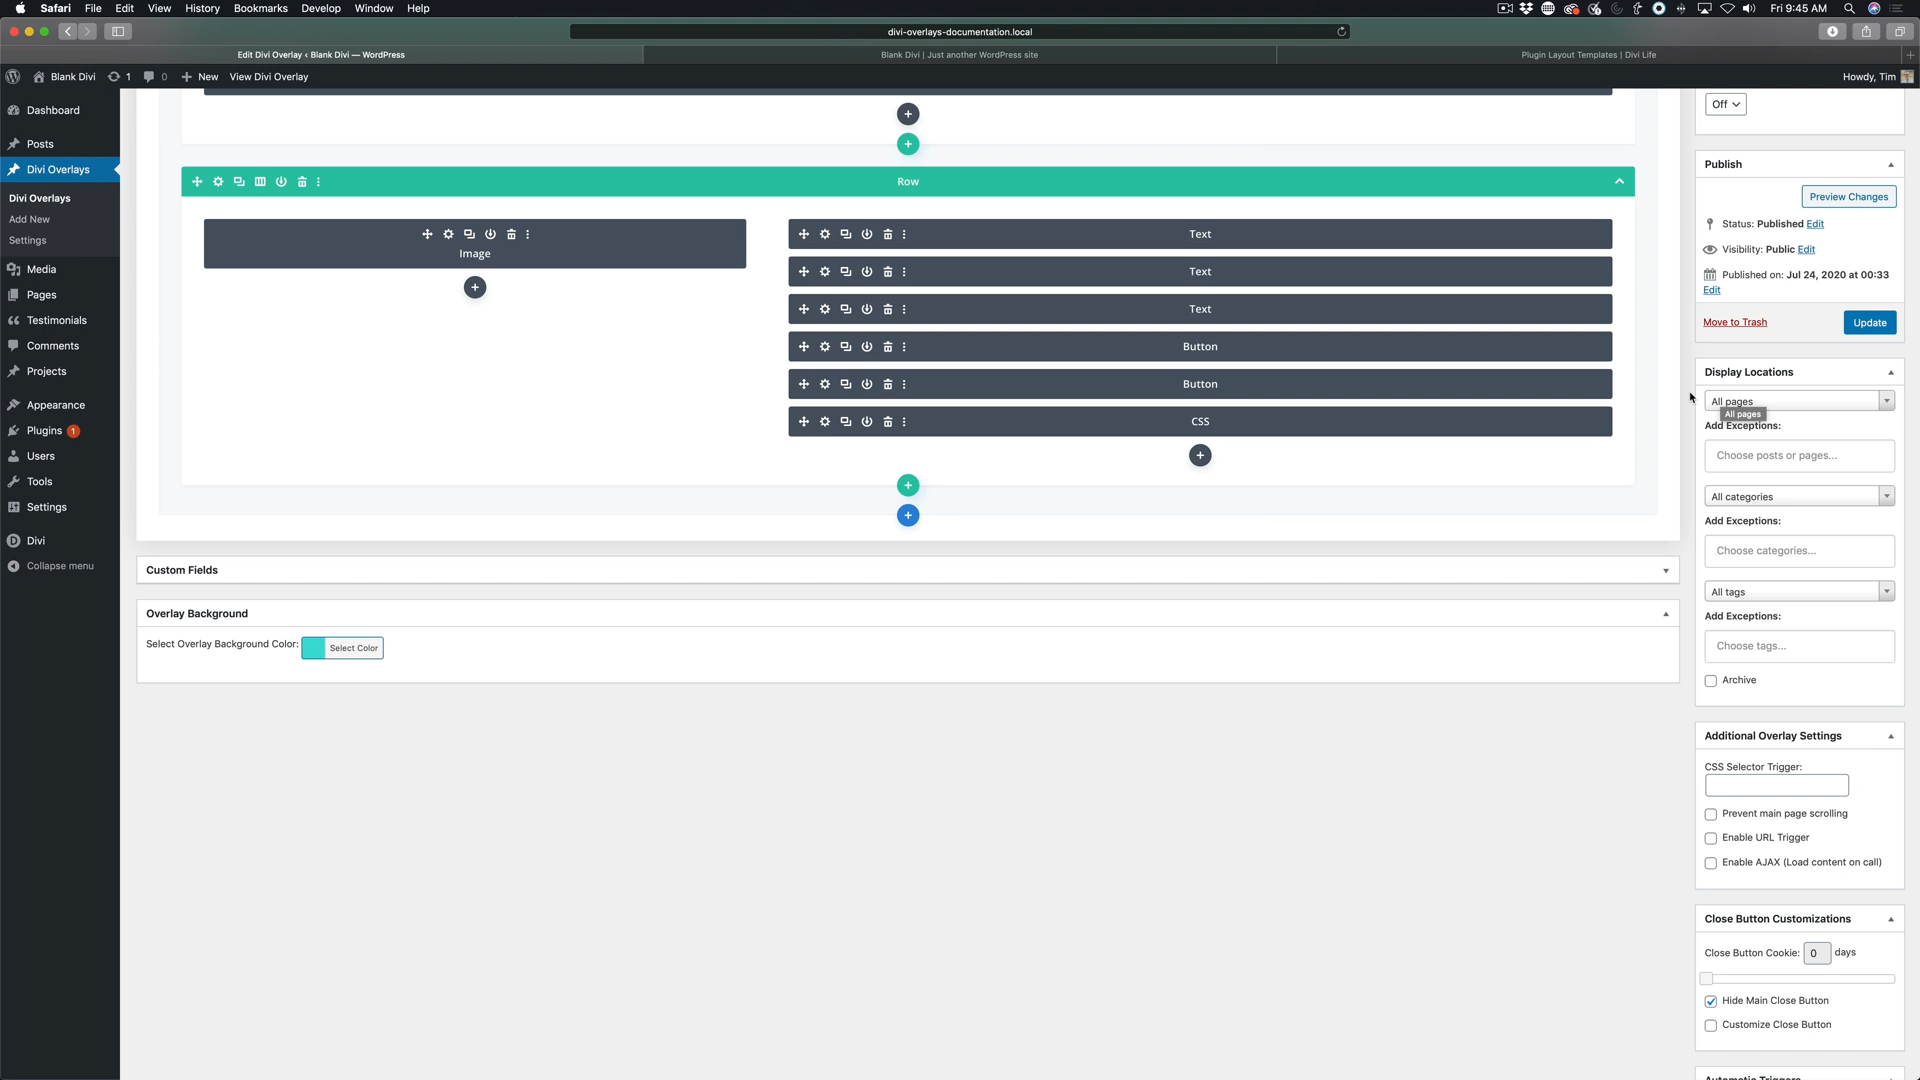 Safari File Edit View History Bookmarks Develop Window Help
Fri 9:45 AM
divi-overlays-documentation.local
Edit Divi Overlay ‹ Blank Divi — WordPress
Blank Divi | Just another WordPress site
Plugin Layout Templates | Divi Life
Blank Divi 1 0 New View Divi Overlay
Howdy, Tim
Dashboard
Posts
Divi Overlays
Divi Overlays
Add New
Settings
Media
Pages
Testimonials
Comments
Projects
Appearance
Plugins 1
Users
Tools
Settings
Divi
Collapse menu
Row
Image
Text
Text
Text
Button
Button
CSS
Custom Fields
Overlay Background
Select Overlay Background Color: Select Color
Off
Publish
Preview Changes
Status: Published Edit
Visibility: Public Edit
Published on: Jul 24, 2020 at 00:33
Edit
Move to Trash
Update
Display Locations
All pages
All pages
Add Exceptions:
Choose posts or pages...
All categories
Add Exceptions:
Choose categories...
All tags
Add Exceptions:
Choose tags...
Archive
Additional Overlay Settings
CSS Selector Trigger:
Prevent main page scrolling
Enable URL Trigger
Enable AJAX (Load content on call)
Close Button Customizations
Close Button Cookie: 0 days
Hide Main Close Button
Customize Close Button
Automatic Triggers